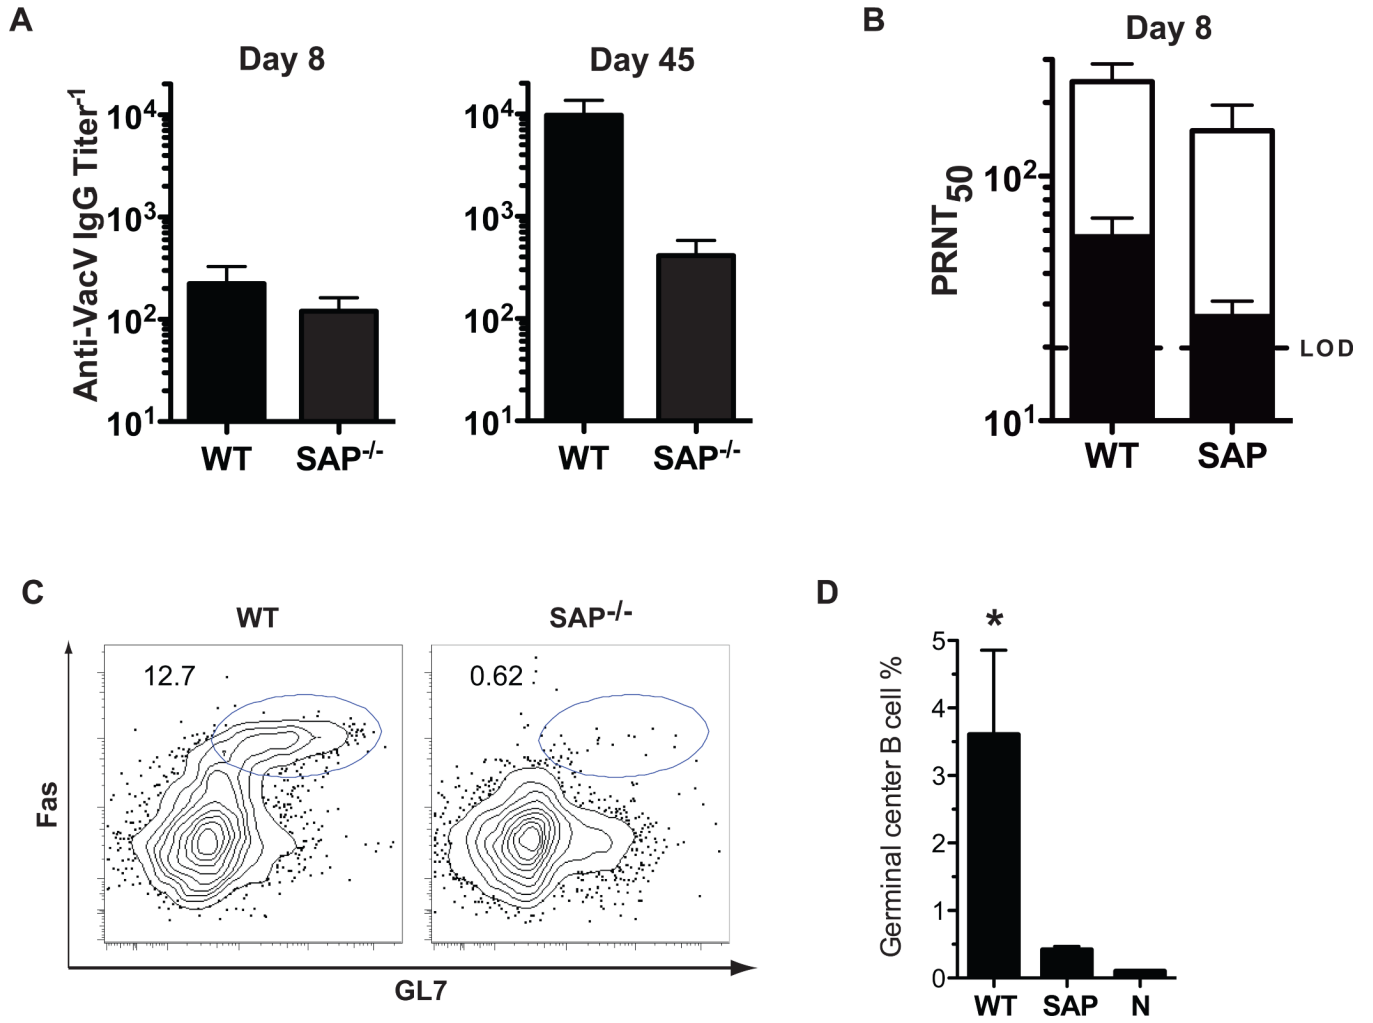 A
B
Day 8
Day 45
Day 8
Anti-VacV IgG Titer-1
10^4
10^3
10^2
10^1
WT
SAP-/-
10^4
10^3
10^2
10^1
WT
SAP-/-
PRNT50
10^2
10^1
LOD
WT
SAP
C
D
WT
SAP-/-
12.7
0.62
Fas
GL7
*
Germinal center B cell %
5
4
3
2
1
0
WT
SAP
N